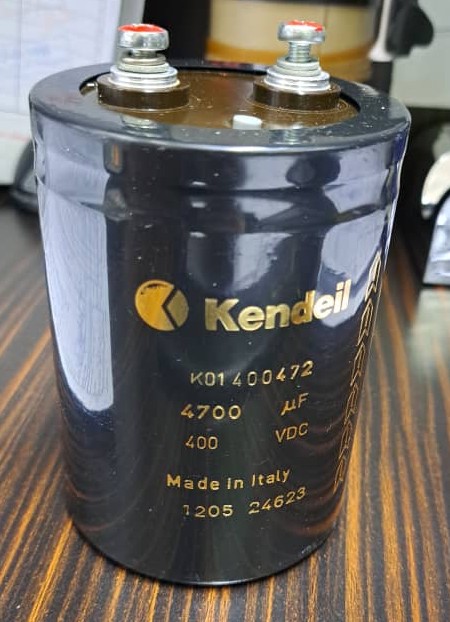 Kendeil
K01400472
4700 µF
400 VDC
Made in Italy
1205 24623